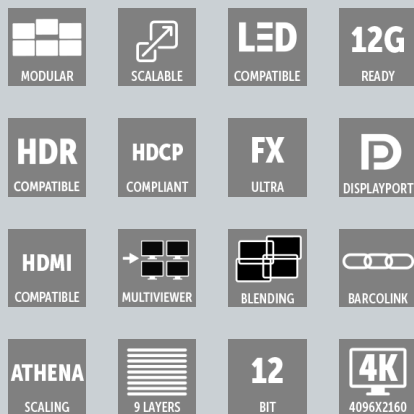 MODULAR
SCALABLE
LED
COMPATIBLE
12G
READY
HDR
COMPATIBLE
HDCP
COMPLIANT
FX
ULTRA
DISPLAYPORT
HDMI
COMPATIBLE
MULTIVIEWER
BLENDING
BARCOLINK
ATHENA
SCALING
9 LAYERS
12
BIT
4K
4096X2160